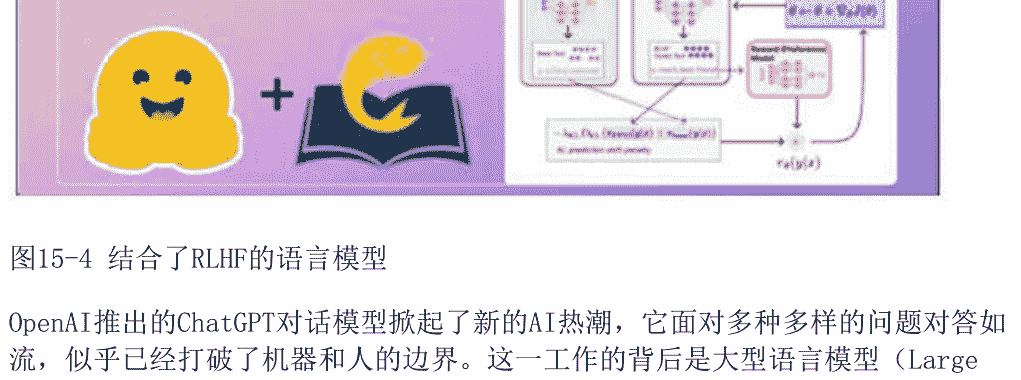 +
Reward (Preference) Model
图15-4 结合了RLHF的语言模型
OpenAI推出的ChatGPT对话模型掀起了新的AI热潮，它面对多种多样的问题对答如
流，似乎已经打破了机器和人的边界。这一工作的背后是大型语言模型（Large